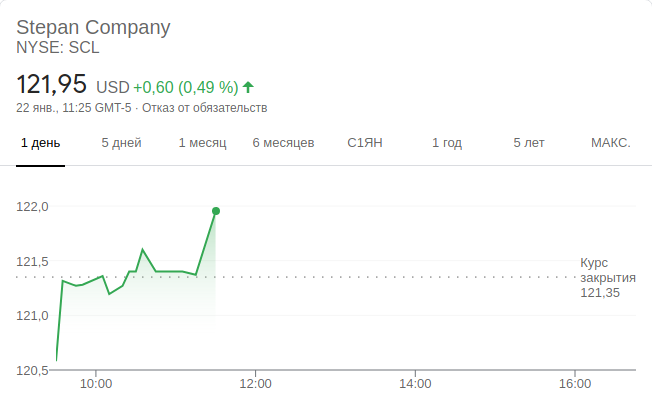 Stepan Company
NYSE: SCL
121,95 USD +0,60 (0,49 %)
22 янв., 11:25 GMT-5 · Отказ от обязательств
1 день 5 дней 1 месяц 6 месяцев С1ЯН 1 год 5 лет МАКС.
122,0
121,5
Курс
закрытия
121,35
121,0
120,5
10:00 12:00 14:00 16:00